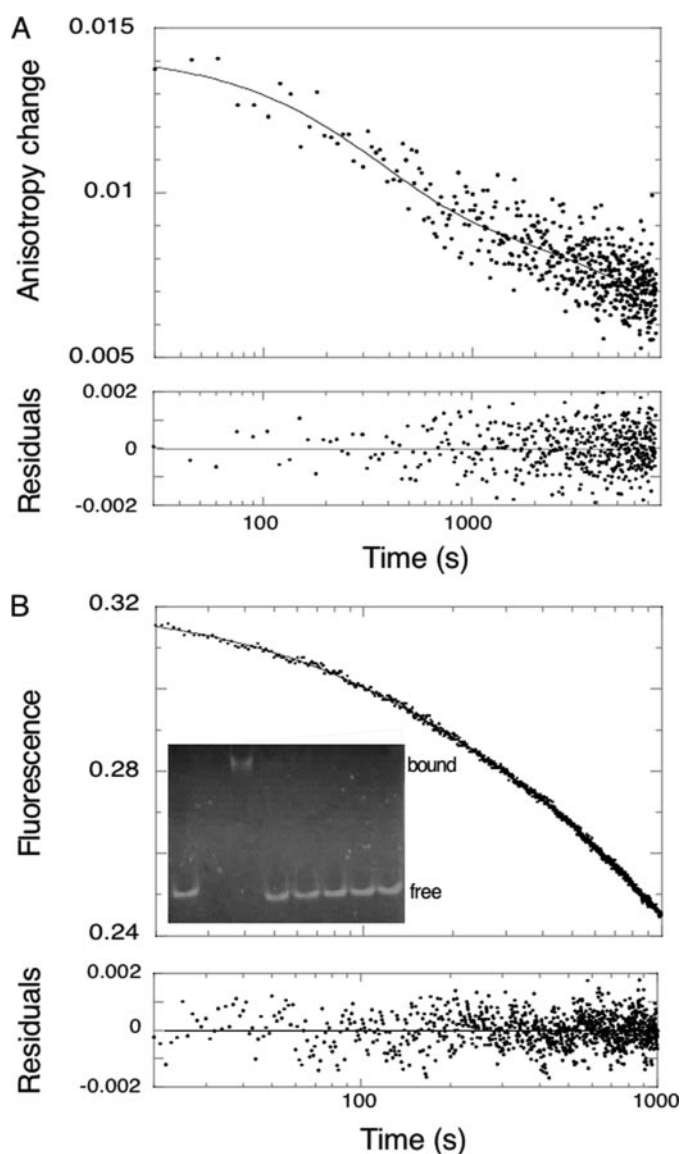 A
Anisotropy change
0.015
0.01
0.005
Residuals
0.002
0
-0.002
100 1000
Time (s)
B
Fluorescence
0.32
0.28
0.24
bound
free
Residuals
0.002
0
-0.002
100 1000
Time (s)